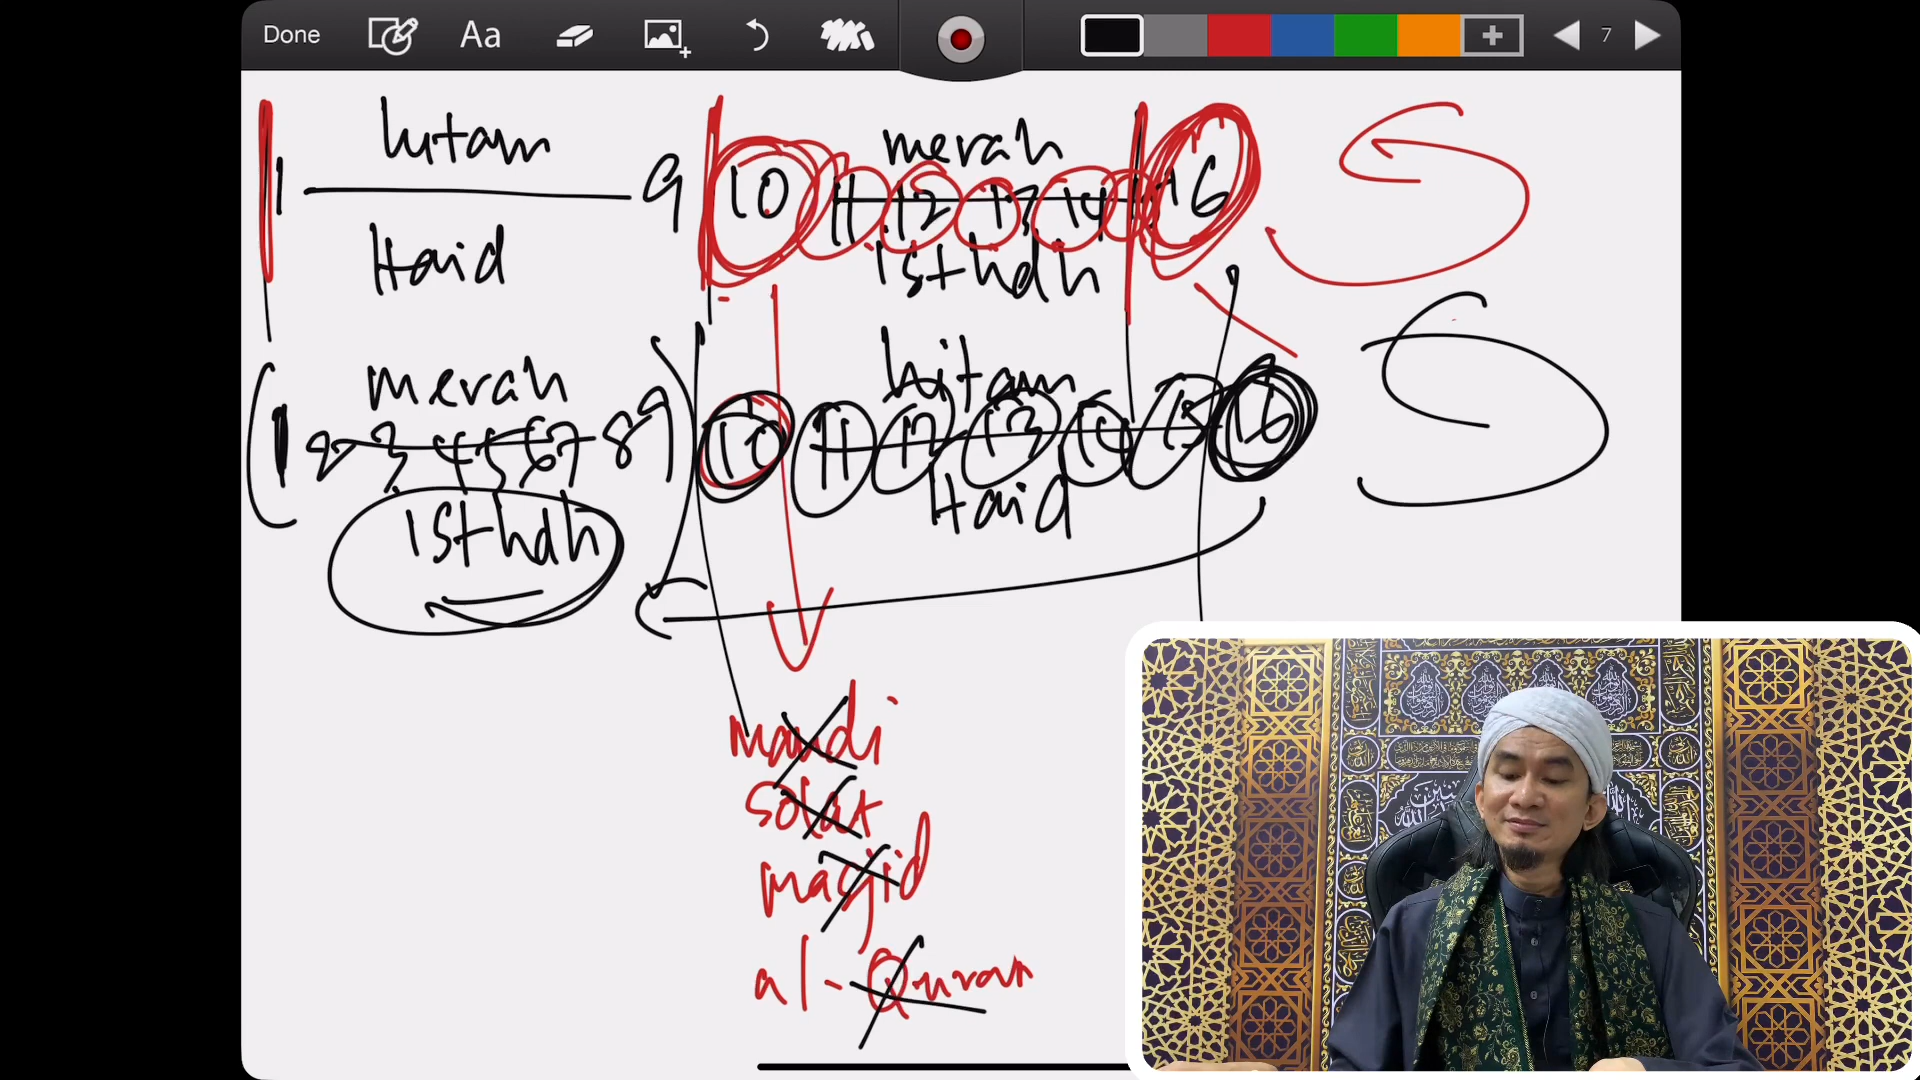 Done Aa 7
hitam merah
1 9 10 11 12 13 14 16
Haid isthdh
merah hitam
1 2 3 4 5 6 7 8 9 10 11 12 13 14 15 16
isthdh Haid
mandi
solat
masjid
al-Quran